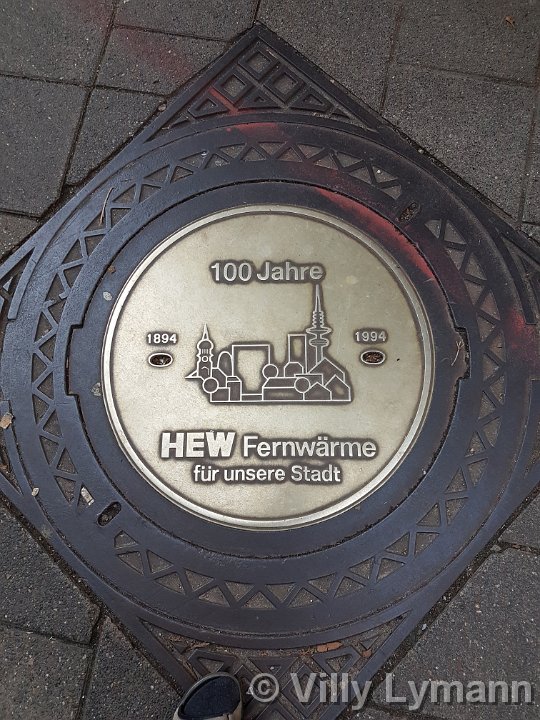 100 Jahre
1894 1994
HEW Fernwärme
für unsere Stadt
© Villy Lymann